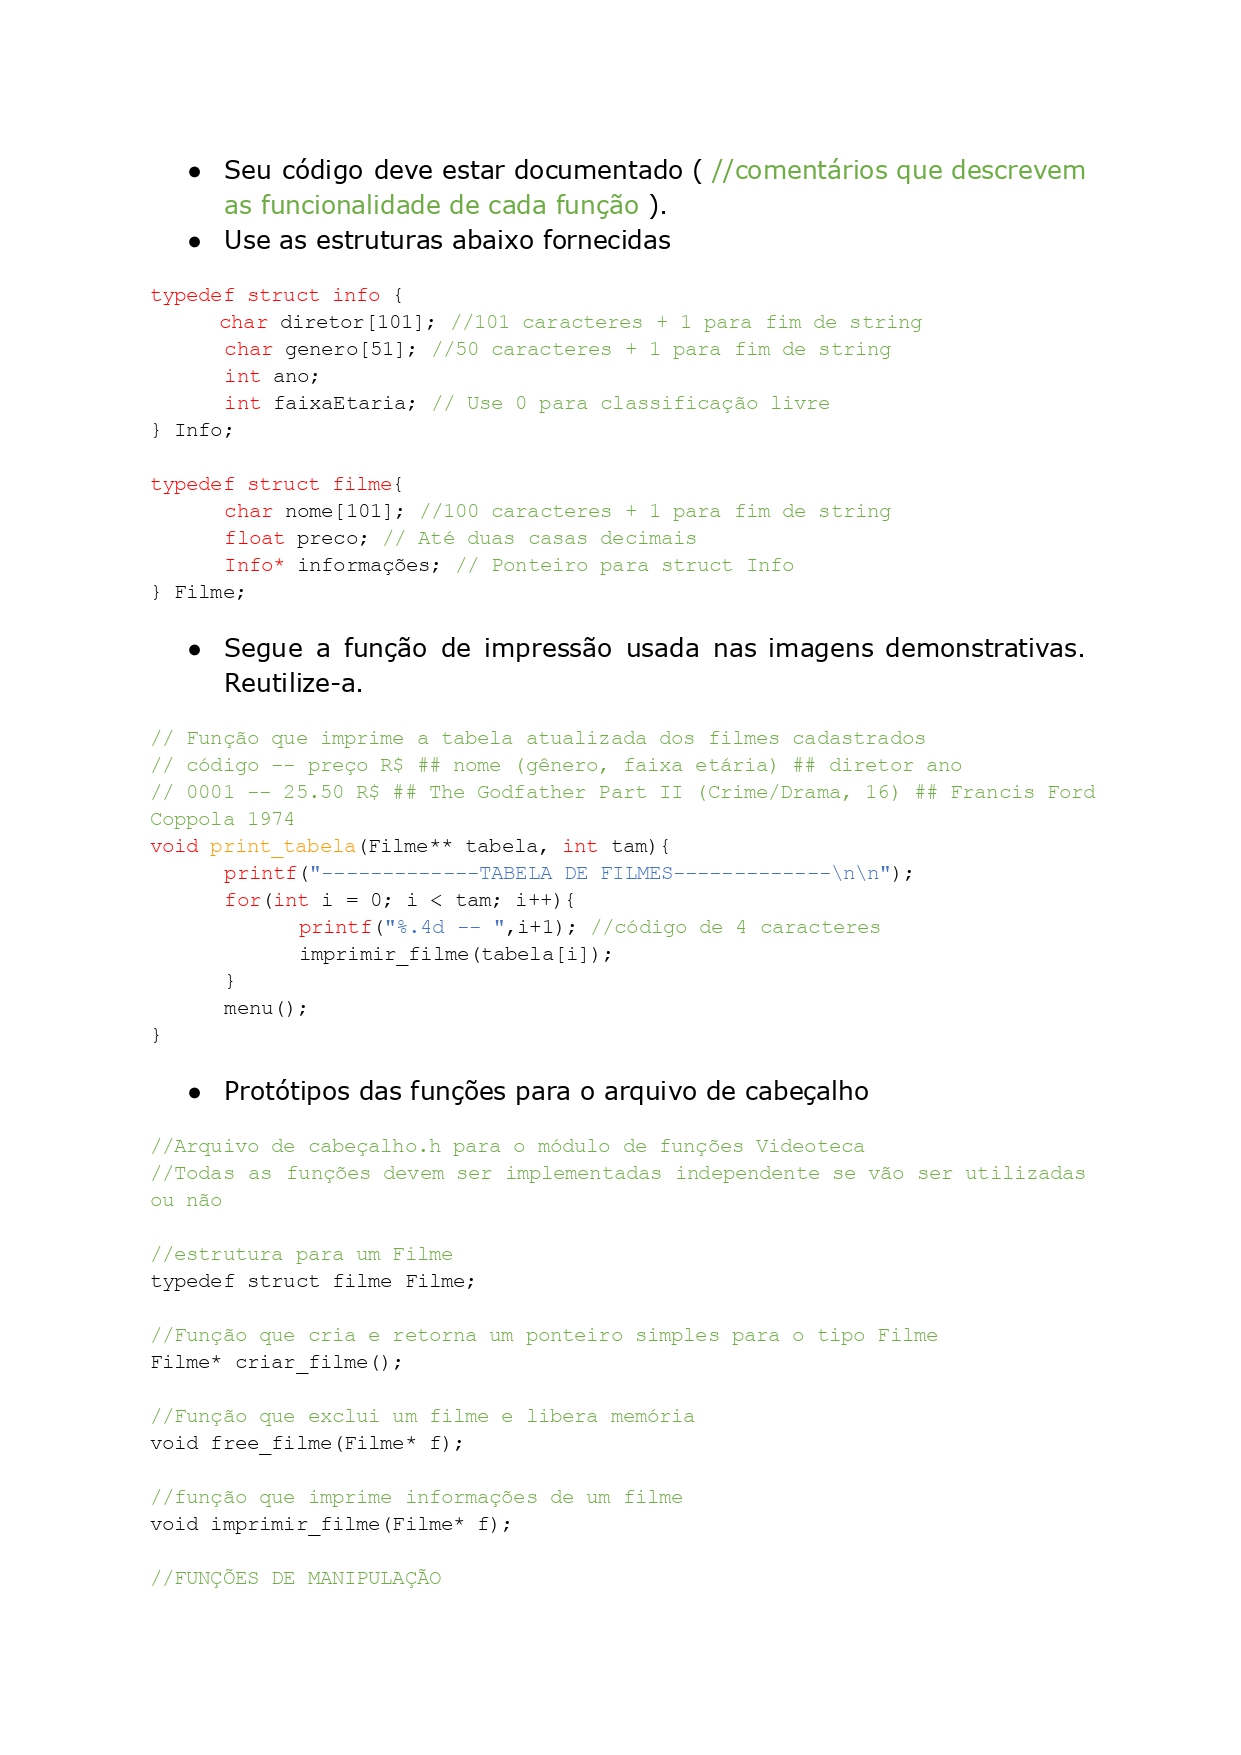 ● Seu código deve estar documentado ( //comentários que descrevem
as funcionalidade de cada função ).
● Use as estruturas abaixo fornecidas
typedef struct info {
char diretor[101]; //101 caracteres + 1 para fim de string
char genero[51]; //50 caracteres + 1 para fim de string
int ano;
int faixaEtaria; // Use 0 para classificação livre
} Info;
typedef struct filme{
char nome[101]; //100 caracteres + 1 para fim de string
float preco; // Até duas casas decimais
Info* informações; // Ponteiro para struct Info
} Filme;
● Segue a função de impressão usada nas imagens demonstrativas.
Reutilize-a.
// Função que imprime a tabela atualizada dos filmes cadastrados
// código -- preço R$ ## nome (gênero, faixa etária) ## diretor ano
// 0001 -- 25.50 R$ ## The Godfather Part II (Crime/Drama, 16) ## Francis Ford
Coppola 1974
void print_tabela(Filme** tabela, int tam){
printf("-------------TABELA DE FILMES-------------\n\n");
for(int i = 0; i < tam; i++){
printf("%.4d -- ",i+1); //código de 4 caracteres
imprimir_filme(tabela[i]);
}
menu();
}
● Protótipos das funções para o arquivo de cabeçalho
//Arquivo de cabeçalho.h para o módulo de funções Videoteca
//Todas as funções devem ser implementadas independente se vão ser utilizadas
ou não
//estrutura para um Filme
typedef struct filme Filme;
//Função que cria e retorna um ponteiro simples para o tipo Filme
Filme* criar_filme();
//Função que exclui um filme e libera memória
void free_filme(Filme* f);
//função que imprime informações de um filme
void imprimir_filme(Filme* f);
//FUNÇÕES DE MANIPULAÇÃO